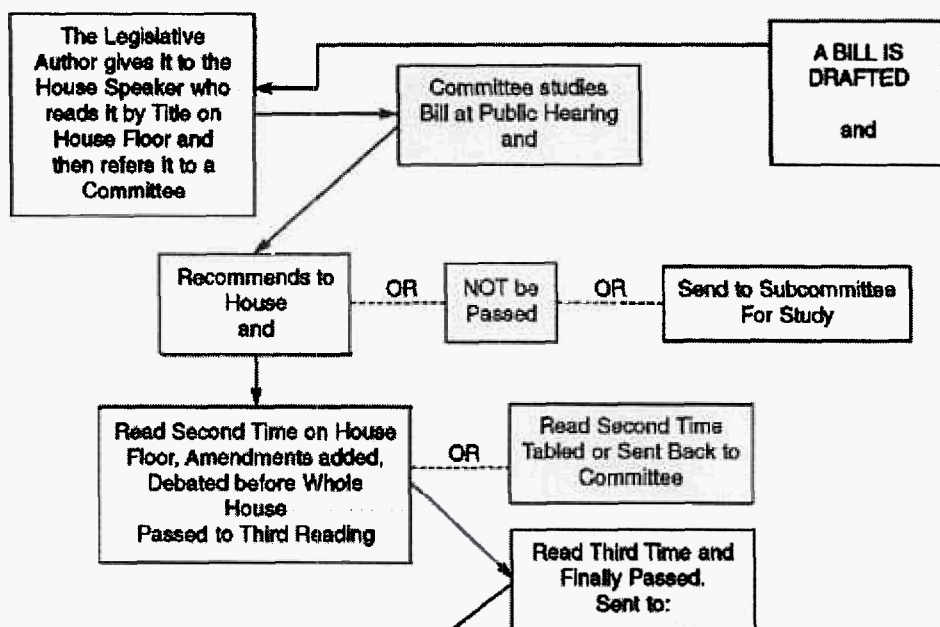 The Legislative
Author gives it to the
House Speaker who
reads it by Title on
House Floor and
then refers it to a
Committee
A BILL IS
DRAFTED
and
Committee studies
Bill at Public Hearing
and
Recommends to
House
and
OR
NOT be
Passed
OR
Send to Subcommittee
For Study
Read Second Time on House
Floor, Amendments added,
Debated before Whole
House
Passed to Third Reading
OR
Read Second Time
Tabled or Sent Back to
Committee
Read Third Time and
Finally Passed.
Sent to: